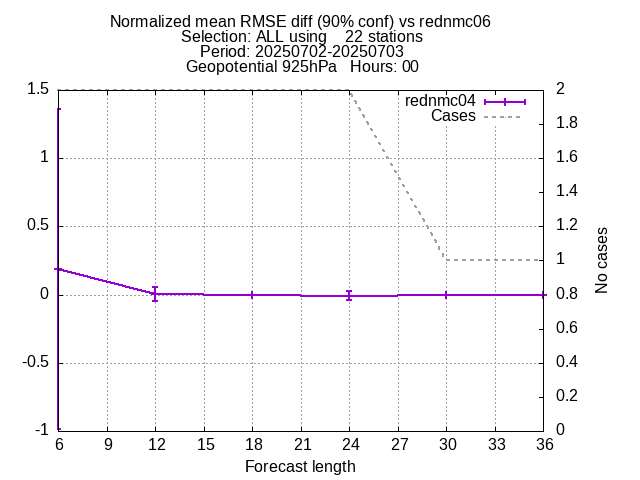 Normalized mean RMSE diff (90% conf) vs rednmc06
Selection: ALL using    22 stations
Period: 20250702-20250703
Geopotential 925hPa   Hours: 00
1.5
1
0.5
0
-0.5
-1
2
1.8
1.6
1.4
1.2
1
0.8
0.6
0.4
0.2
0
rednmc04
Cases
No cases
6 9 12 15 18 21 24 27 30 33 36
Forecast length